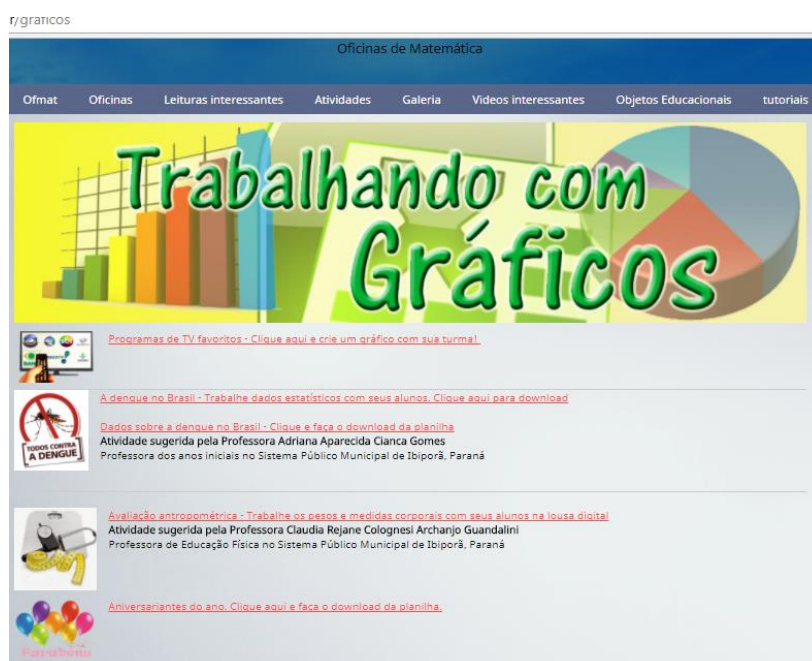 r/graficos
Oficinas de Matemática
Ofmat Oficinas Leituras interessantes Atividades Galeria Videos interessantes Objetos Educacionais tutoriais
Trabalhando com
Gráficos
Programas de TV favoritos - Clique aqui e crie um gráfico com sua turma!
A dengue no Brasil - Trabalhe dados estatísticos com seus alunos. Clique aqui para download
Dados sobre a dengue no Brasil - Clique e faça o download da planilha
Atividade sugerida pela Professora Adriana Aparecida Cianca Gomes
Professora dos anos iniciais no Sistema Público Municipal de Ibiporã, Paraná
TODOS CONTRA
A DENGUE
Avaliação antropométrica - Trabalhe os pesos e medidas corporais com seus alunos na lousa digital
Atividade sugerida pela Professora Claudia Rejane Colognesi Archanjo Guandalini
Professora de Educação Física no Sistema Público Municipal de Ibiporã, Paraná
Aniversariantes do ano. Clique aqui e faca o download da planilha.